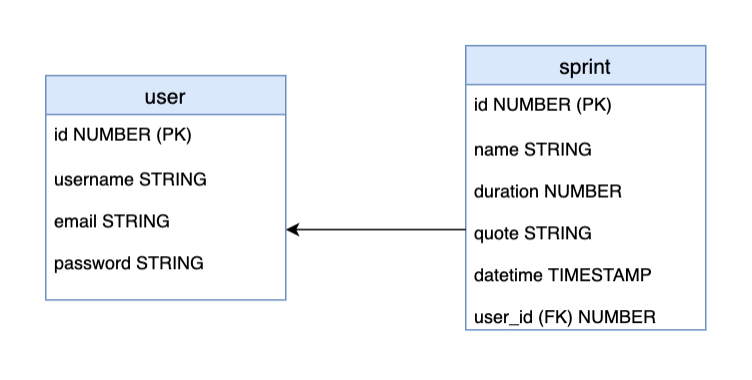 user
id NUMBER (PK)
username STRING
email STRING
password STRING
sprint
id NUMBER (PK)
name STRING
duration NUMBER
quote STRING
datetime TIMESTAMP
user_id (FK) NUMBER